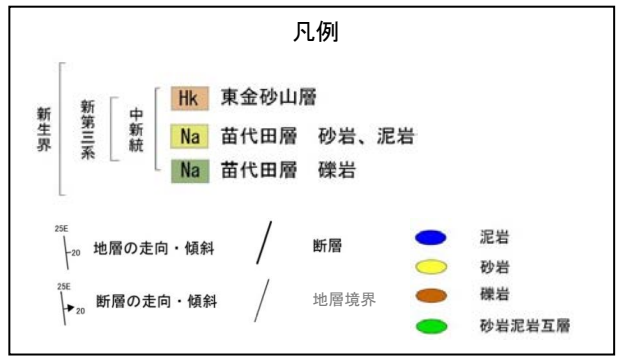 凡例
新生界
新第三系
中新統
Hk 東金砂山層
Na 苗代田層 砂岩、泥岩
Na 苗代田層 礫岩
25E
20
地層の走向・傾斜
断層
25E
20
断層の走向・傾斜
地層境界
泥岩
砂岩
礫岩
砂岩泥岩互層